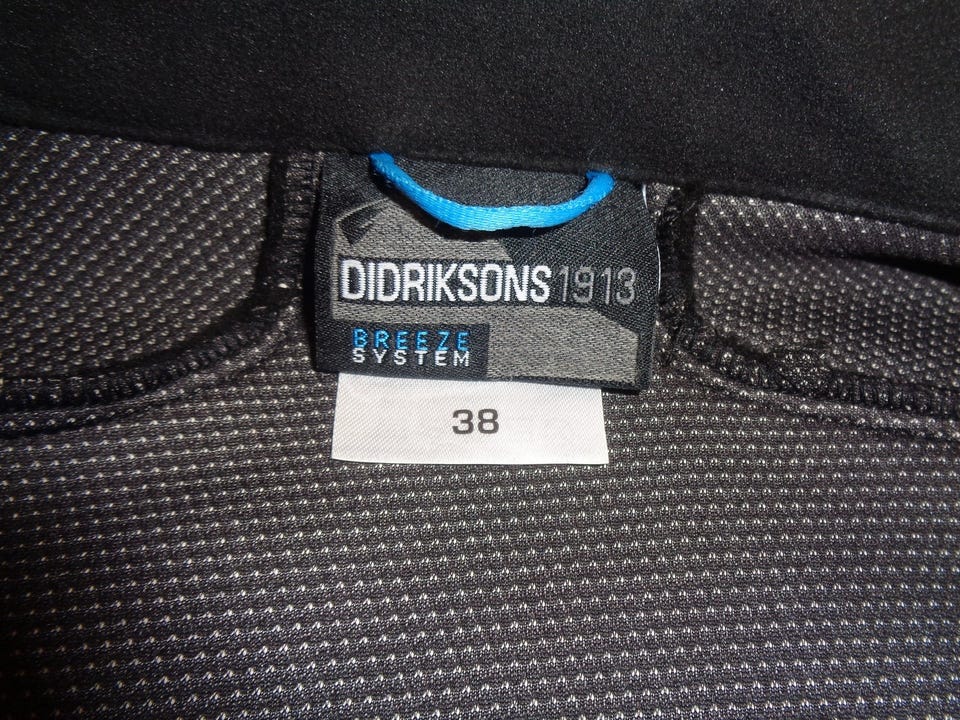 DIDRIKSONS1913
BREEZE
SYSTEM
38